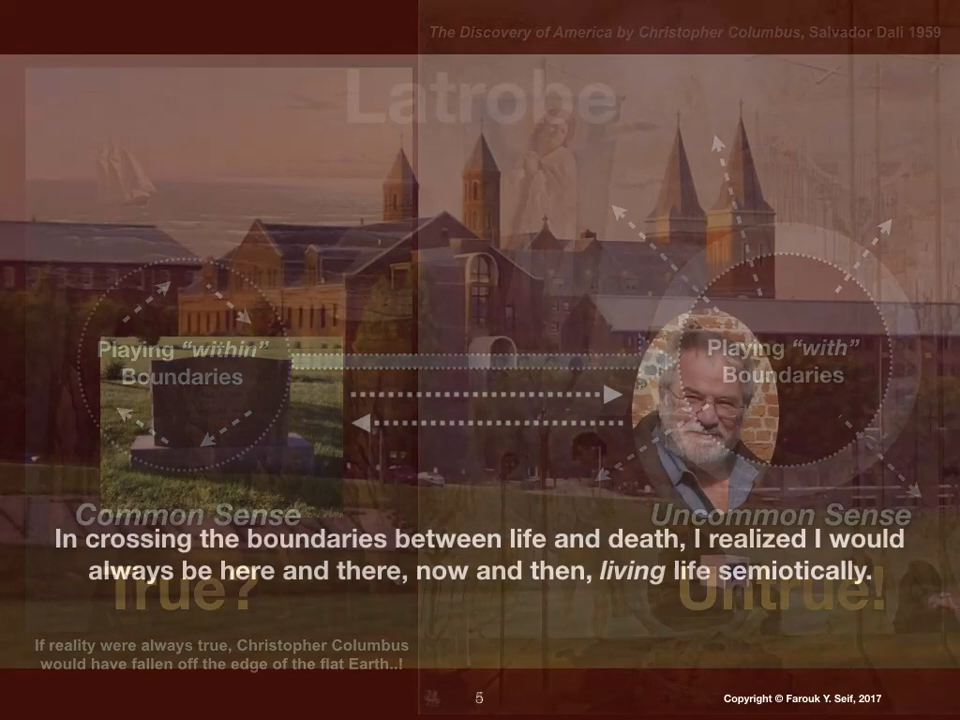 The Discovery of America by Christopher Columbus, Salvador Dali 1959
Latrobe
Playing “within”
Boundaries
Playing “with”
Boundaries
Common Sense
Uncommon Sense
In crossing the boundaries between life and death, I realized I would
always be here and there, now and then, living life semiotically.
True?
Untrue!
If reality were always true, Christopher Columbus
would have fallen off the edge of the flat Earth..!
5
Copyright © Farouk Y. Seif, 2017